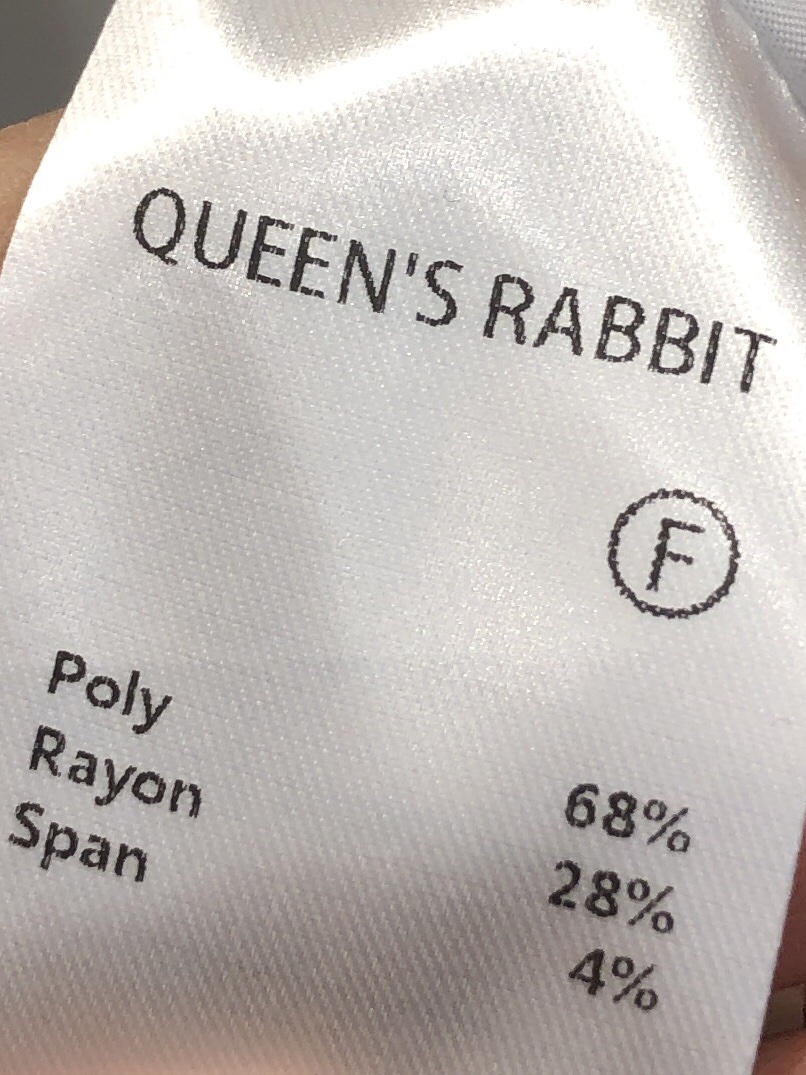 QUEEN'S RABBIT
F
Poly 68%
Rayon 28%
Span 4%